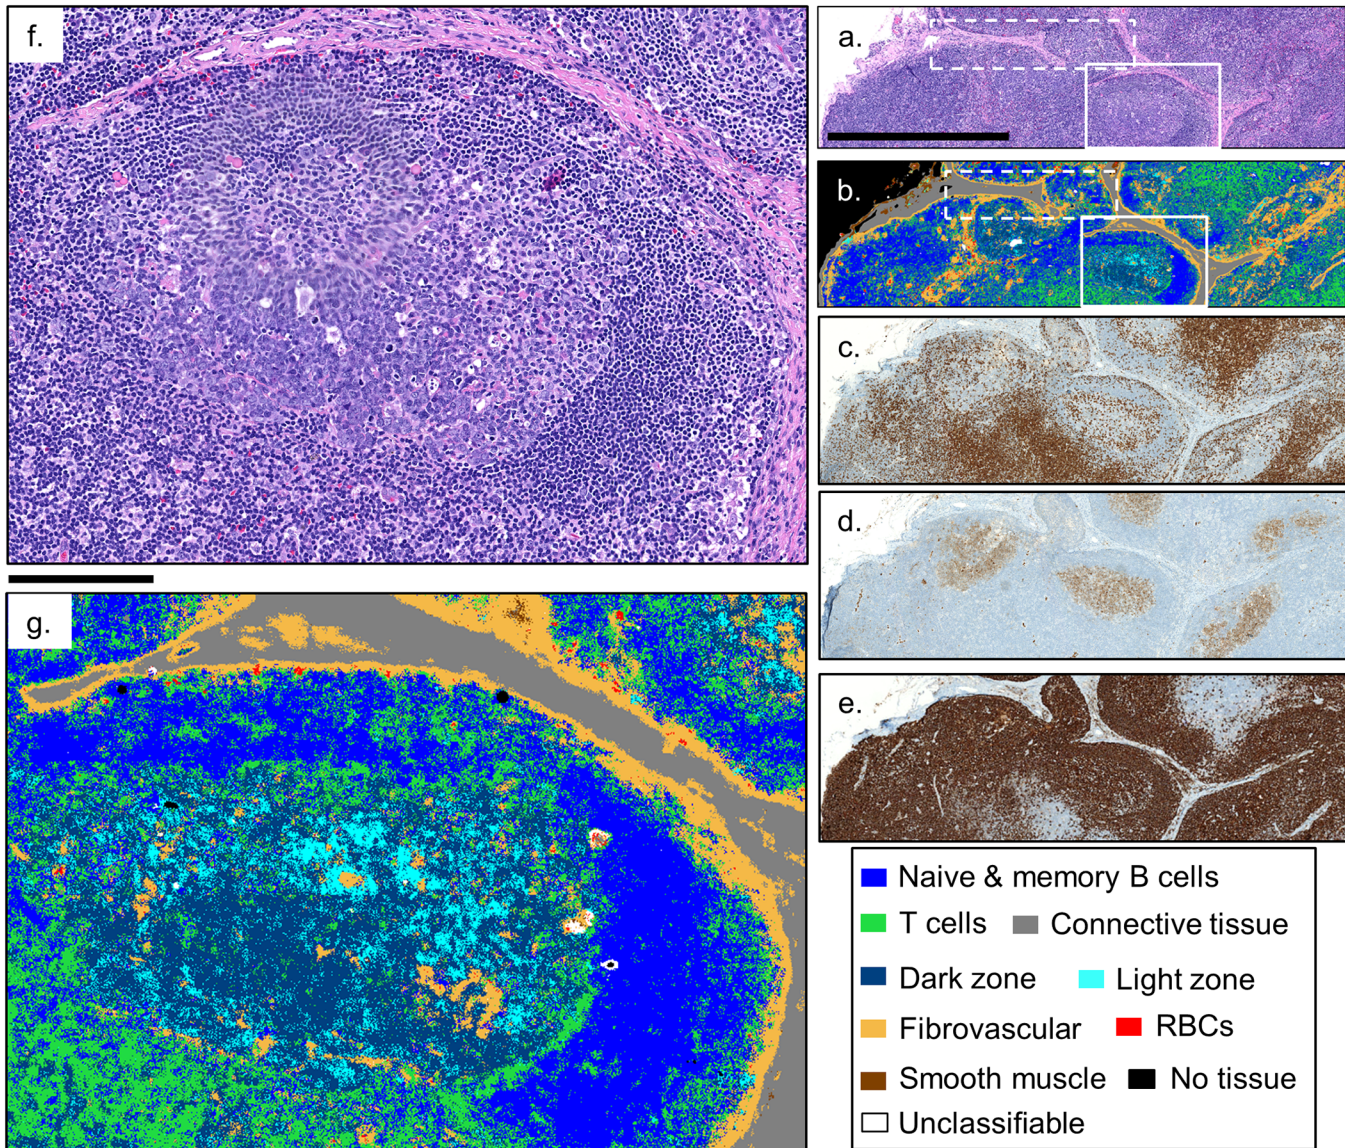 f.
a.
b.
c.
d.
g.
e.
Naive & memory B cells
T cells Connective tissue
Dark zone Light zone
Fibrovascular RBCs
Smooth muscle No tissue
Unclassifiable